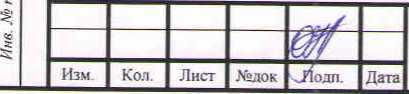 Инв. №
Изм. Кол. Лист №док Подп. Дата